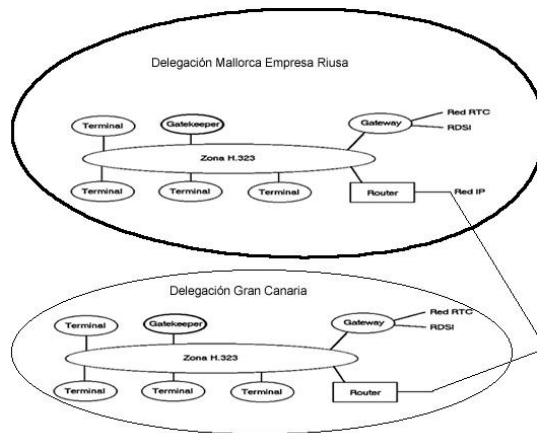 Delegación Mallorca Empresa Riusa
Red RTC
Terminal
Gatekeeper
Gateway
RDSI
Zona H.323
Terminal
Terminal
Terminal
Router
Red IP
Delegación Gran Canaria
Red RTC
Terminal
Gatekeeper
Gateway
RDSI
Zona H.323
Terminal
Terminal
Terminal
Router